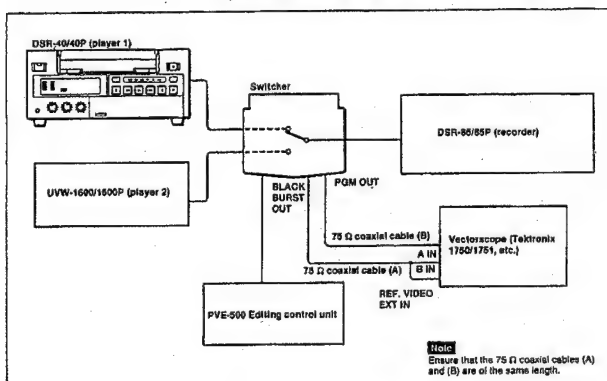 DSR-40/40P (player 1)
Switcher
DSR-85/85P (recorder)
UVW-1600/1600P (player 2)
BLACK
BURST
OUT
PGM OUT
75 Ω coaxial cable (B)
A IN
75 Ω coaxial cable (A)
B IN
Vectorscope (Tektronix
1750/1751, etc.)
REF. VIDEO
EXT IN
PVE-500 Editing control unit
Note
Ensure that the 75 Ω coaxial cables (A)
and (B) are of the same length.